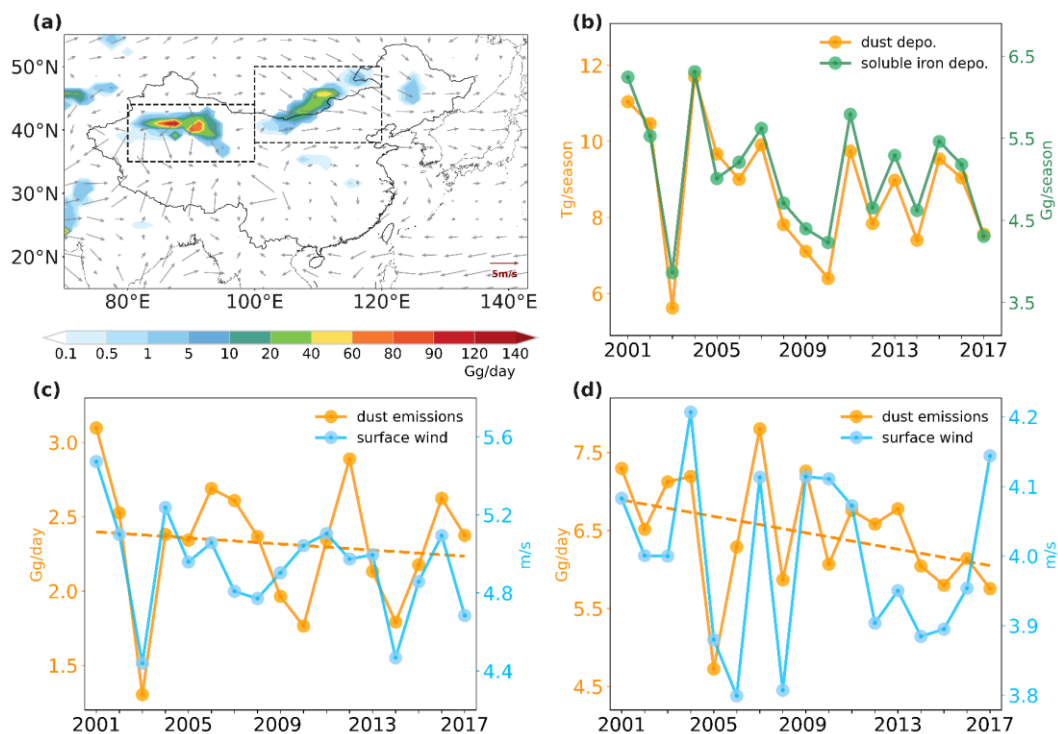 (a)
50°N
40°N
30°N
20°N
80°E 100°E 120°E 140°E
5m/s
0.1 0.5 1 5 10 20 40 60 80 90 120 140
Gg/day
(b)
dust depo.
soluble iron depo.
12
10
8
6
Tg/season
6.5
5.5
4.5
3.5
Gg/season
2001 2005 2009 2013 2017
(c)
dust emissions
surface wind
3.0
2.5
2.0
1.5
Gg/day
5.6
5.2
4.8
4.4
m/s
2001 2005 2009 2013 2017
(d)
dust emissions
surface wind
7.5
6.5
5.5
4.5
Gg/day
4.2
4.1
4.0
3.9
3.8
m/s
2001 2005 2009 2013 2017